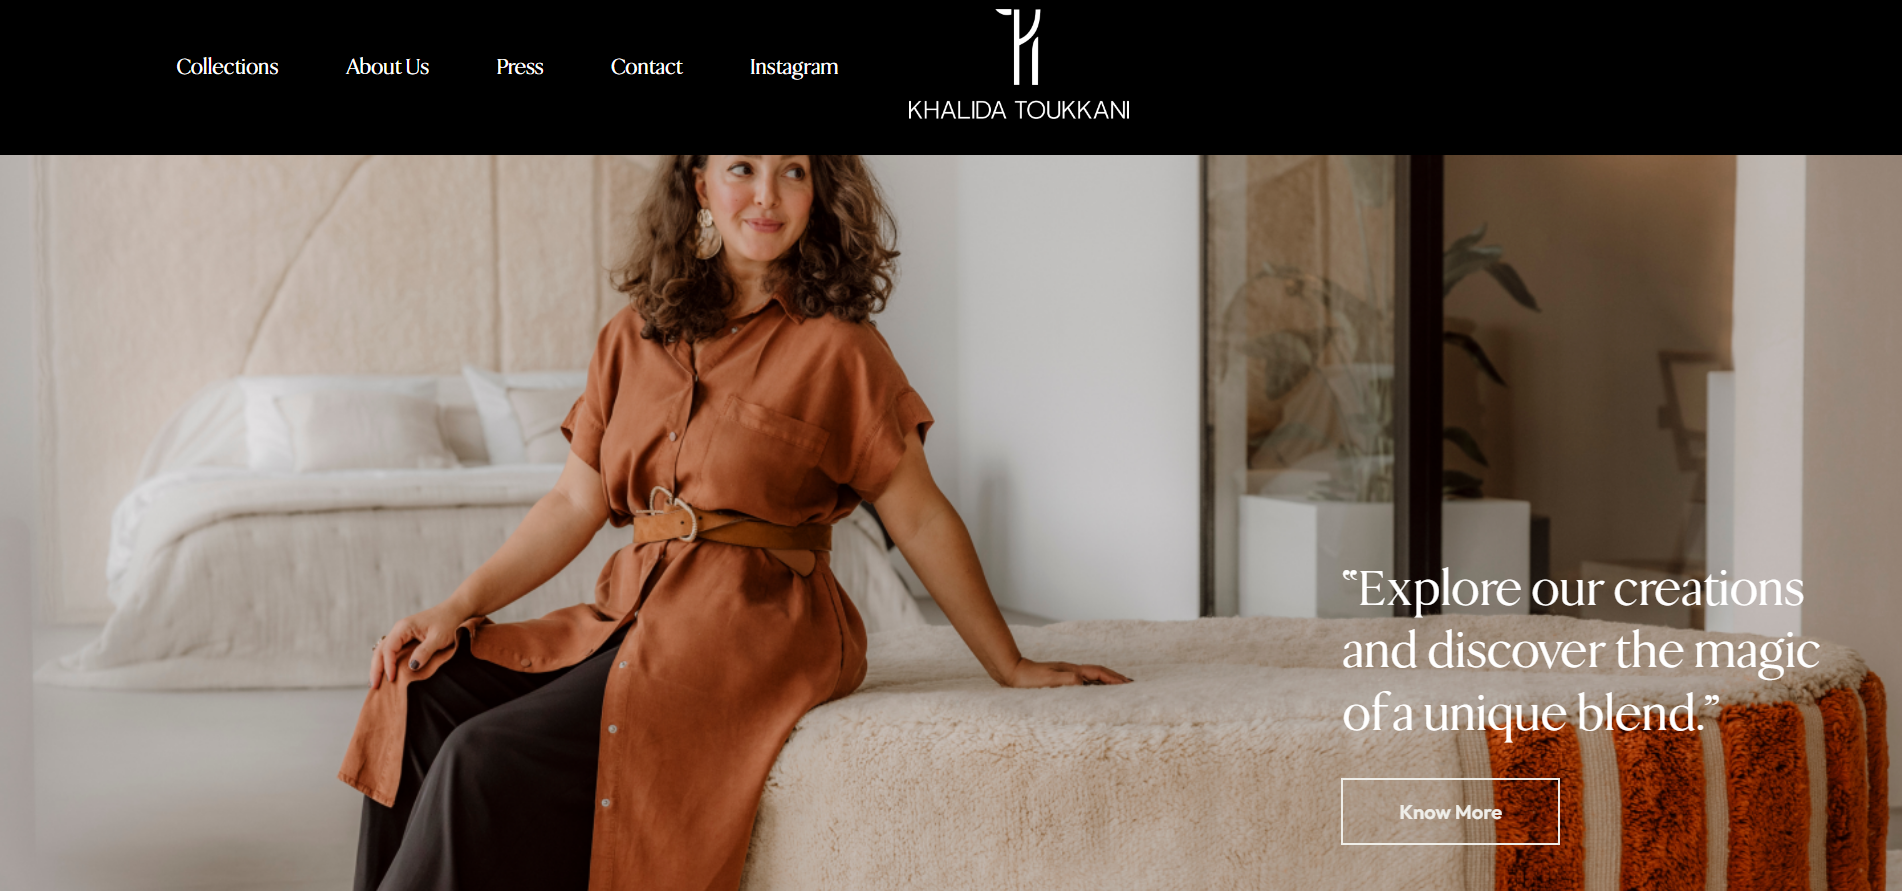 Collections About Us Press Contact Instagram
KHALIDA TOUKKANI
“Explore our creations
and discover the magic
of a unique blend.”
Know More